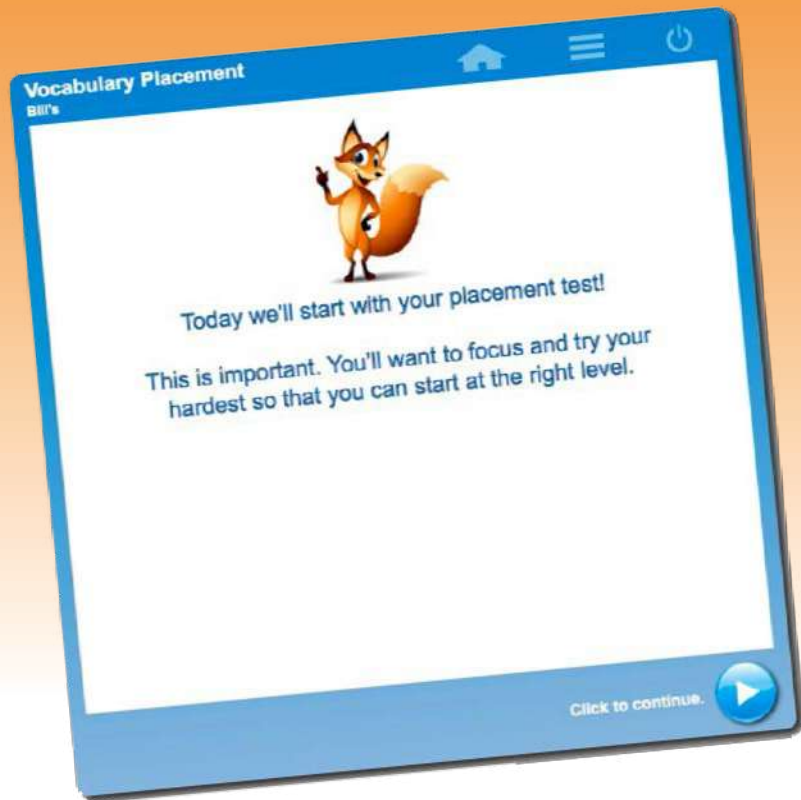 Vocabulary Placement
Bill's
Today we'll start with your placement test!
This is important. You'll want to focus and try your
hardest so that you can start at the right level.
Click to continue.